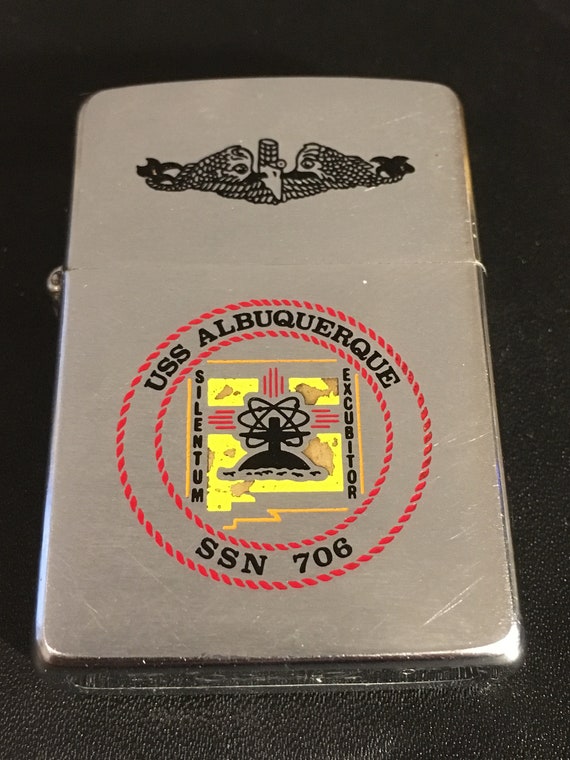 USS ALBUQUERQUE
SILENTUM
EXCUBITOR
SSN 706